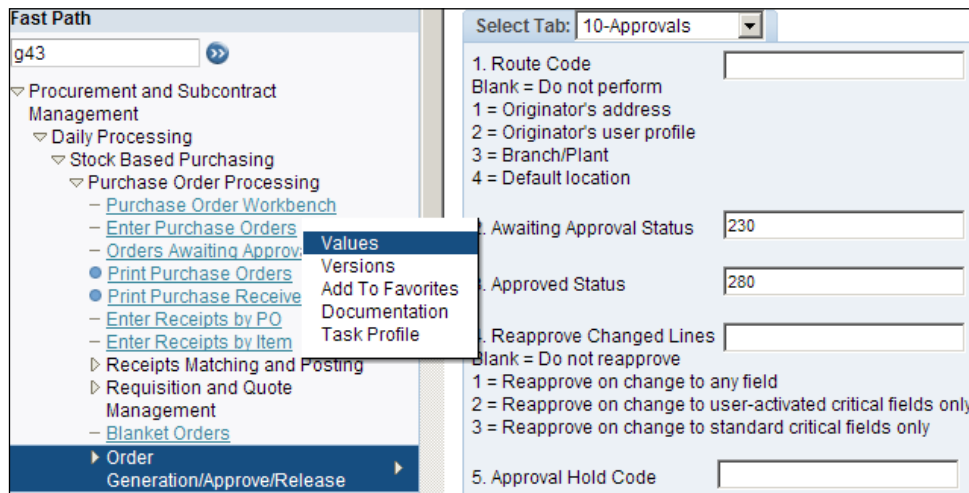 Fast Path
g43
Procurement and Subcontract
Management
Daily Processing
Stock Based Purchasing
Purchase Order Processing
Purchase Order Workbench
Enter Purchase Orders
Orders Awaiting Approv
Print Purchase Orders
Print Purchase Receive
Enter Receipts by PO
Enter Receipts by Item
Receipts Matching and Posting
Requisition and Quote
Management
Blanket Orders
Order
Generation/Approve/Release
Values
Versions
Add To Favorites
Documentation
Task Profile
Select Tab: 10-Approvals
1. Route Code
Blank = Do not perform
1 = Originator's address
2 = Originator's user profile
3 = Branch/Plant
4 = Default location
2. Awaiting Approval Status 230
3. Approved Status 280
4. Reapprove Changed Lines
Blank = Do not reapprove
1 = Reapprove on change to any field
2 = Reapprove on change to user-activated critical fields only
3 = Reapprove on change to standard critical fields only
5. Approval Hold Code